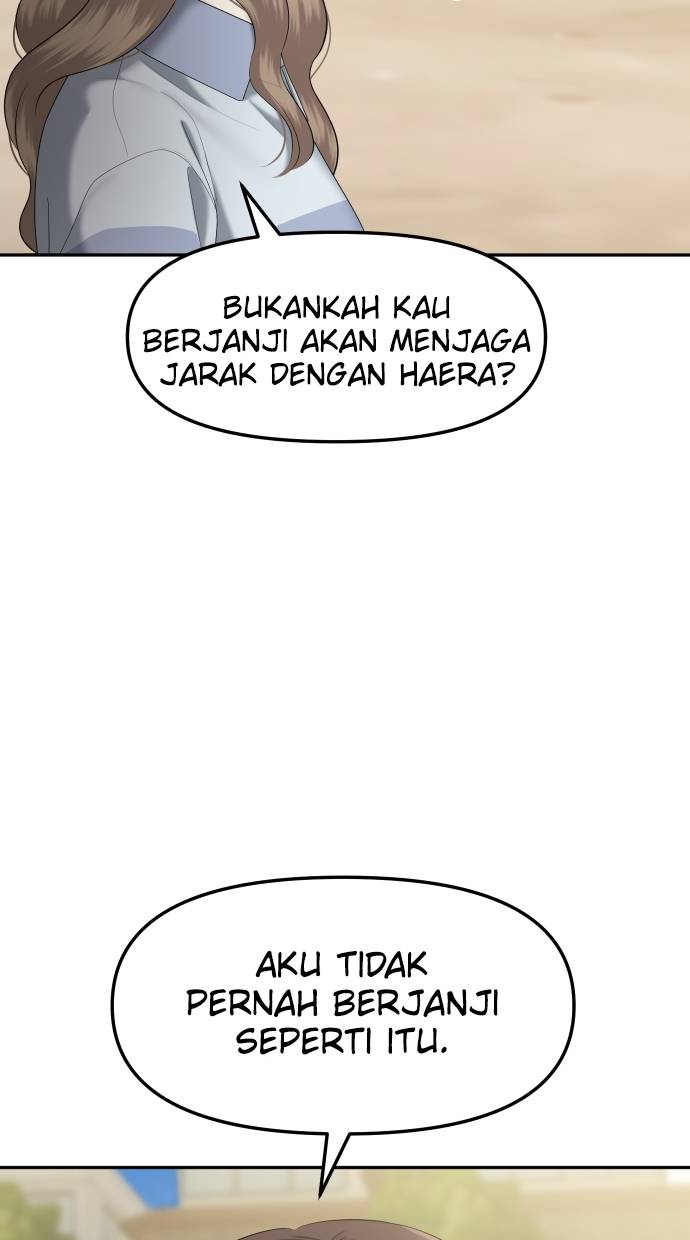 BUKANKAH KAU
BERJANJI AKAN MENJAGA
JARAK DENGAN HAERA?
AKU TIDAK
PERNAH BERJANJI
SEPERTI ITU.